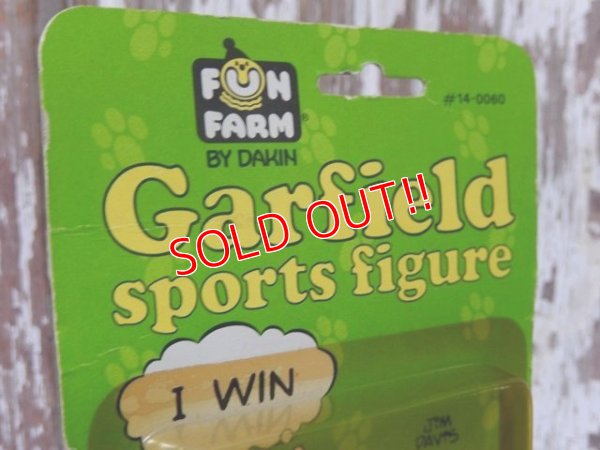 FUN
FARM®
BY DAKIN
#14-0060
Garfield
SOLD OUT!!
sports figure
I WIN
JIM
DAVIS